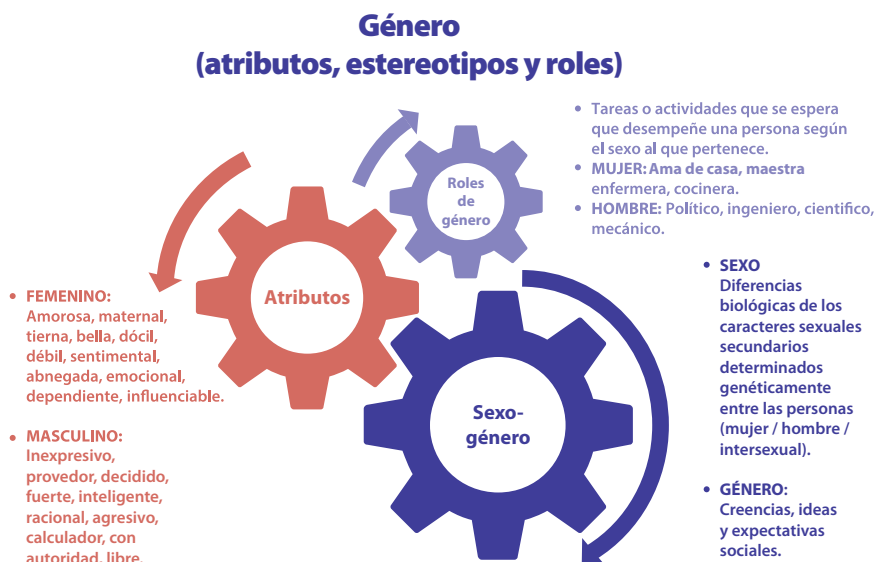 Género
(atributos, estereotipos y roles)
• Tareas o actividades que se espera
que desempeñe una persona según
el sexo al que pertenece.
• MUJER: Ama de casa, maestra
enfermera, cocinera.
• HOMBRE: Político, ingeniero, cientifico,
mecánico.
Roles
de
género
Atributos
• FEMENINO:
Amorosa, maternal,
tierna, bella, dócil,
débil, sentimental,
abnegada, emocional,
dependiente, influenciable.
• MASCULINO:
Inexpresivo,
provedor, decidido,
fuerte, inteligente,
racional, agresivo,
calculador, con
autoridad, libre.
Sexo-
género
• SEXO
Diferencias
biológicas de los
caracteres sexuales
secundarios
determinados
genéticamente
entre las personas
(mujer / hombre /
intersexual).
• GÉNERO:
Creencias, ideas
y expectativas
sociales.